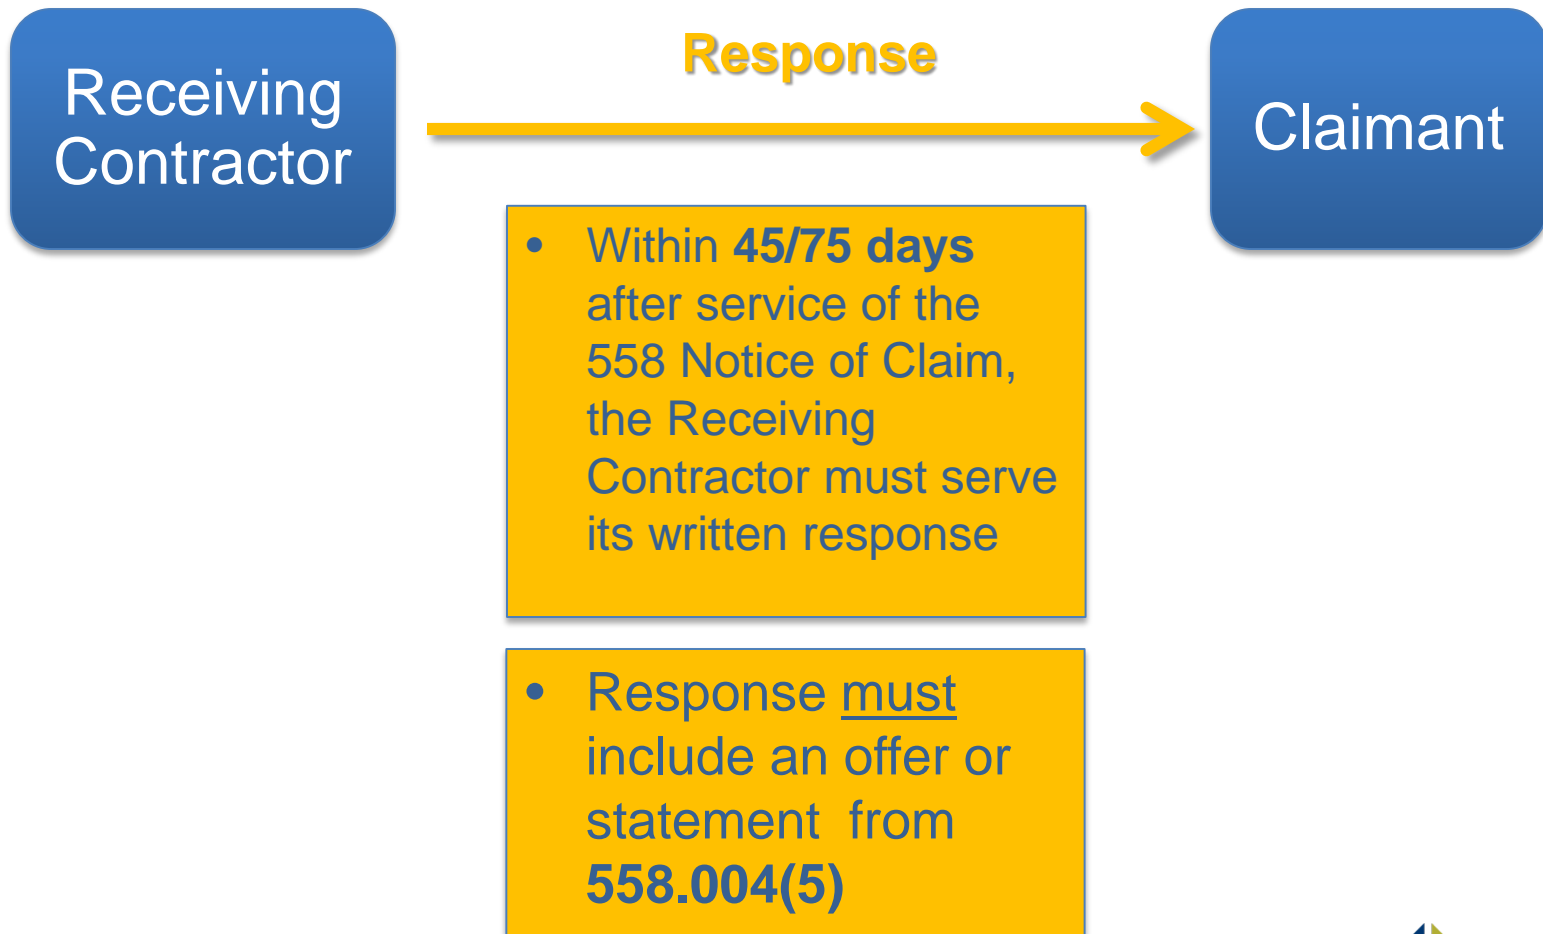 Receiving
Contractor
Response
Claimant
• Within 45/75 days
after service of the
558 Notice of Claim,
the Receiving
Contractor must serve
its written response
• Response must
include an offer or
statement from
558.004(5)